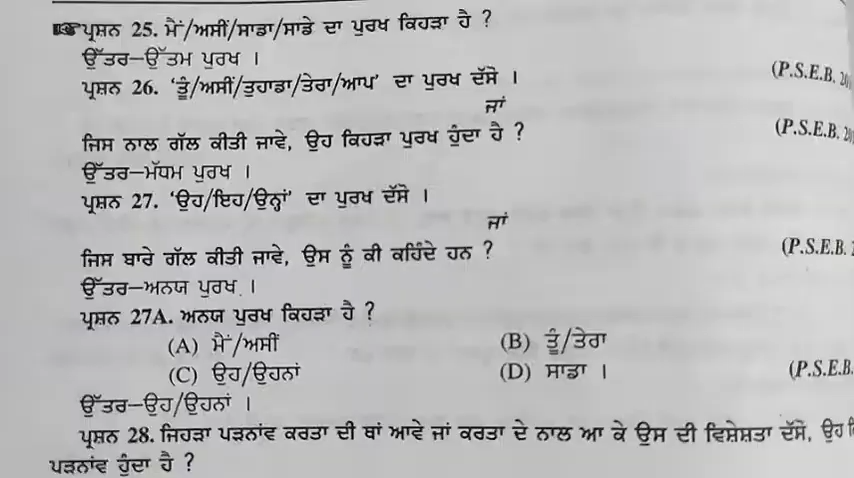 ਪ੍ਰਸ਼ਨ 25. ਮੈਂ/ਅਸੀਂ/ਸਾਡਾ/ਸਾਡੇ ਦਾ ਪੁਰਖ ਕਿਹੜਾ ਹੈ ?
ਉੱਤਰ—ਉੱਤਮ ਪੁਰਖ ।
ਪ੍ਰਸ਼ਨ 26. ‘ਤੂੰ/ਅਸੀਂ/ਤੁਹਾਡਾ/ਤੇਰਾ/ਆਪ’ ਦਾ ਪੁਰਖ ਦੱਸੋ । (P.S.E.B.
ਜਾਂ
ਜਿਸ ਨਾਲ ਗੱਲ ਕੀਤੀ ਜਾਵੇ, ਉਹ ਕਿਹੜਾ ਪੁਰਖ ਹੁੰਦਾ ਹੈ ? (P.S.E.B.
ਉੱਤਰ—ਮੱਧਮ ਪੁਰਖ ।
ਪ੍ਰਸ਼ਨ 27. ‘ਉਹ/ਇਹ/ਉਨ੍ਹਾਂ’ ਦਾ ਪੁਰਖ ਦੱਸੋ ।
ਜਾਂ
ਜਿਸ ਬਾਰੇ ਗੱਲ ਕੀਤੀ ਜਾਵੇ, ਉਸ ਨੂੰ ਕੀ ਕਹਿੰਦੇ ਹਨ ? (P.S.E.B.
ਉੱਤਰ—ਅਨਯ ਪੁਰਖ ।
ਪ੍ਰਸ਼ਨ 27A. ਅਨਯ ਪੁਰਖ ਕਿਹੜਾ ਹੈ ?
(A) ਮੈਂ/ਅਸੀਂ (B) ਤੂੰ/ਤੇਰਾ
(C) ਉਹ/ਉਹਨਾਂ (D) ਸਾਡਾ । (P.S.E.B.
ਉੱਤਰ—ਉਹ/ਉਹਨਾਂ ।
ਪ੍ਰਸ਼ਨ 28. ਜਿਹੜਾ ਪੜਨਾਂਵ ਕਰਤਾ ਦੀ ਥਾਂ ਆਵੇ ਜਾਂ ਕਰਤਾ ਦੇ ਨਾਲ ਆ ਕੇ ਉਸ ਦੀ ਵਿਸ਼ੇਸ਼ਤਾ ਦੱਸੇ, ਉਹ
ਪੜਨਾਂਵ ਹੁੰਦਾ ਹੈ ?